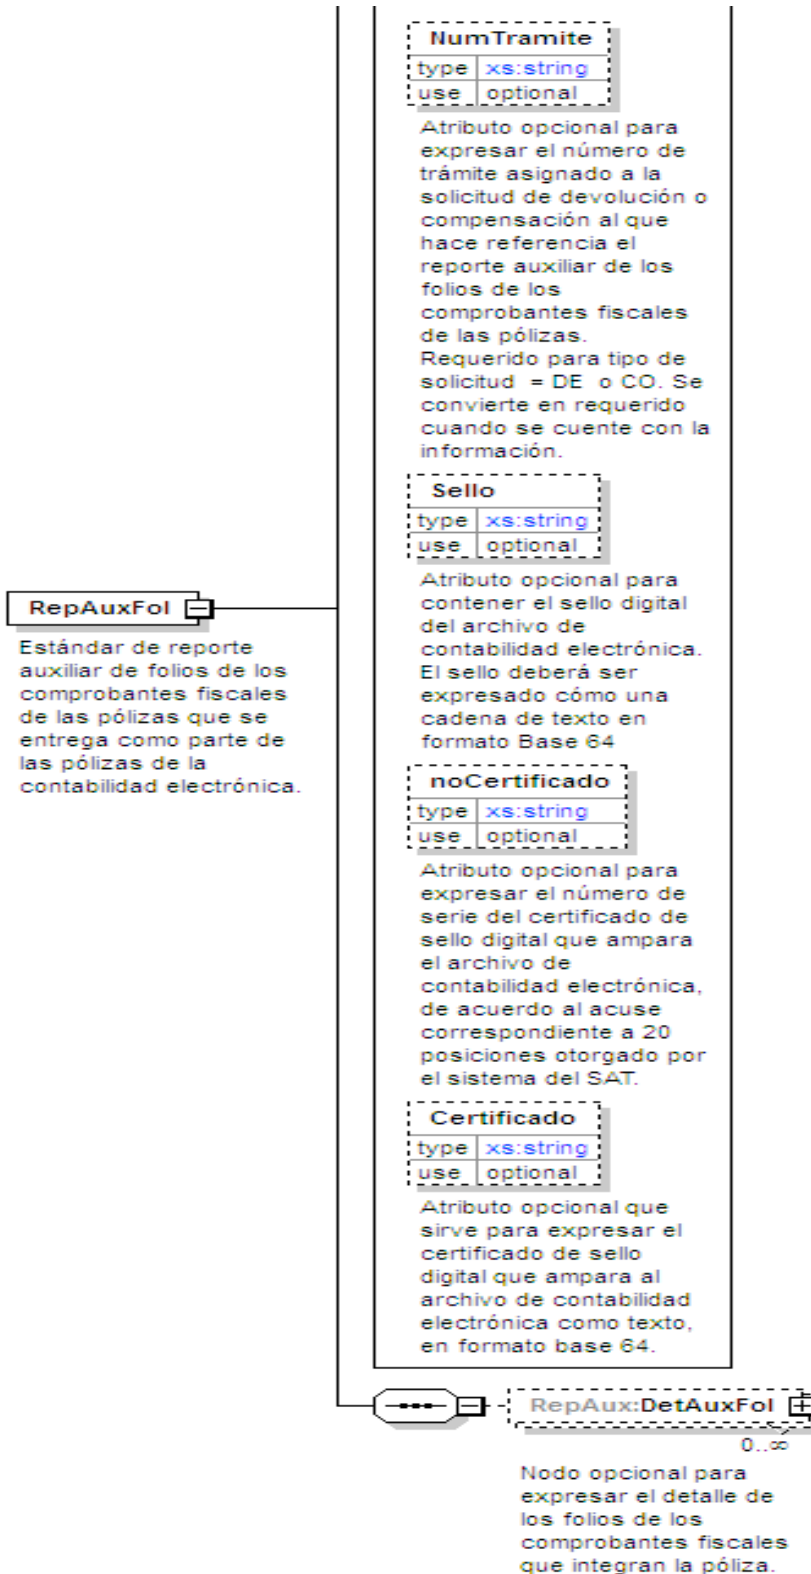 NumTramite
type xs:string
use optional
Atributo opcional para
expresar el número de
trámite asignado a la
solicitud de devolución o
compensación al que
hace referencia el
reporte auxiliar de los
folios de los
comprobantes fiscales
de las pólizas.
Requerido para tipo de
solicitud = DE o CO. Se
convierte en requerido
cuando se cuente con la
información.
Sello
type xs:string
use optional
Atributo opcional para
contener el sello digital
del archivo de
contabilidad electrónica.
El sello deberá ser
expresado cómo una
cadena de texto en
formato Base 64
RepAuxFol
Estándar de reporte
auxiliar de folios de los
comprobantes fiscales
de las pólizas que se
entrega como parte de
las pólizas de la
contabilidad electrónica.
noCertificado
type xs:string
use optional
Atributo opcional para
expresar el número de
serie del certificado de
sello digital que ampara
el archivo de
contabilidad electrónica,
de acuerdo al acuse
correspondiente a 20
posiciones otorgado por
el sistema del SAT.
Certificado
type xs:string
use optional
Atributo opcional que
sirve para expresar el
certificado de sello
digital que ampara al
archivo de contabilidad
electrónica como texto,
en formato base 64.
RepAux:DetAuxFol
0..∞
Nodo opcional para
expresar el detalle de
los folios de los
comprobantes fiscales
que integran la póliza.